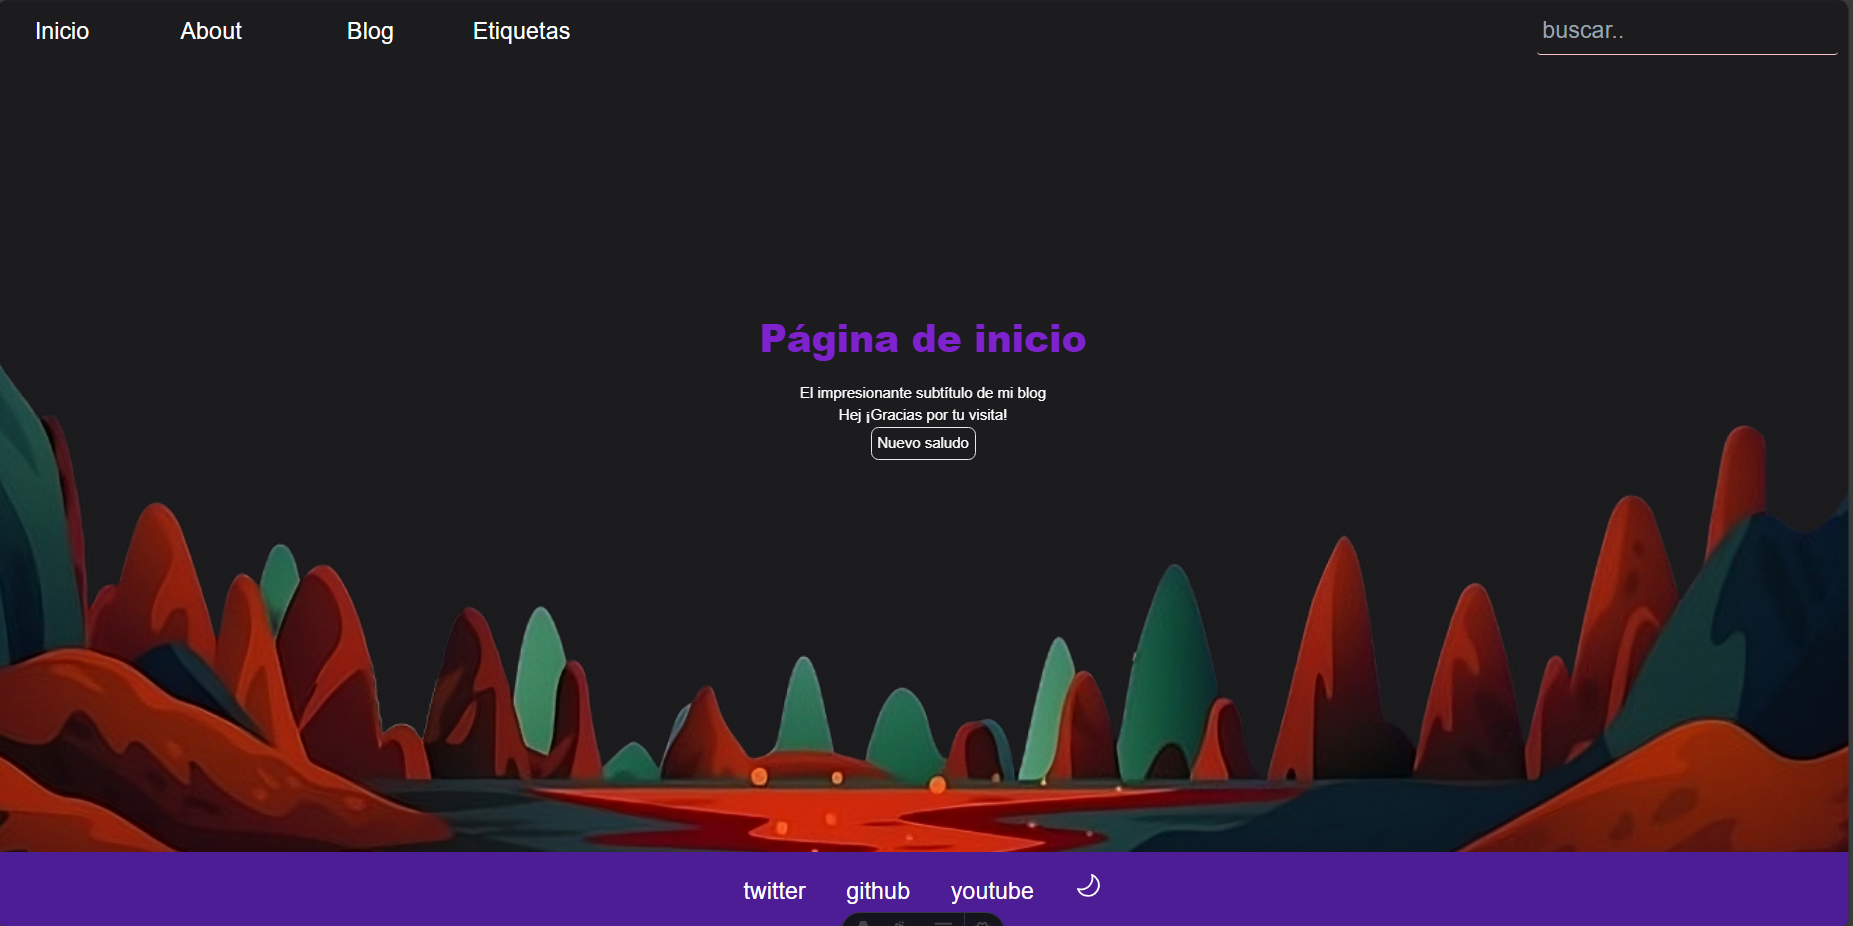 Inicio About Blog Etiquetas buscar..
Página de inicio
El impresionante subtítulo de mi blog
Hej ¡Gracias por tu visita!
Nuevo saludo
twitter github youtube